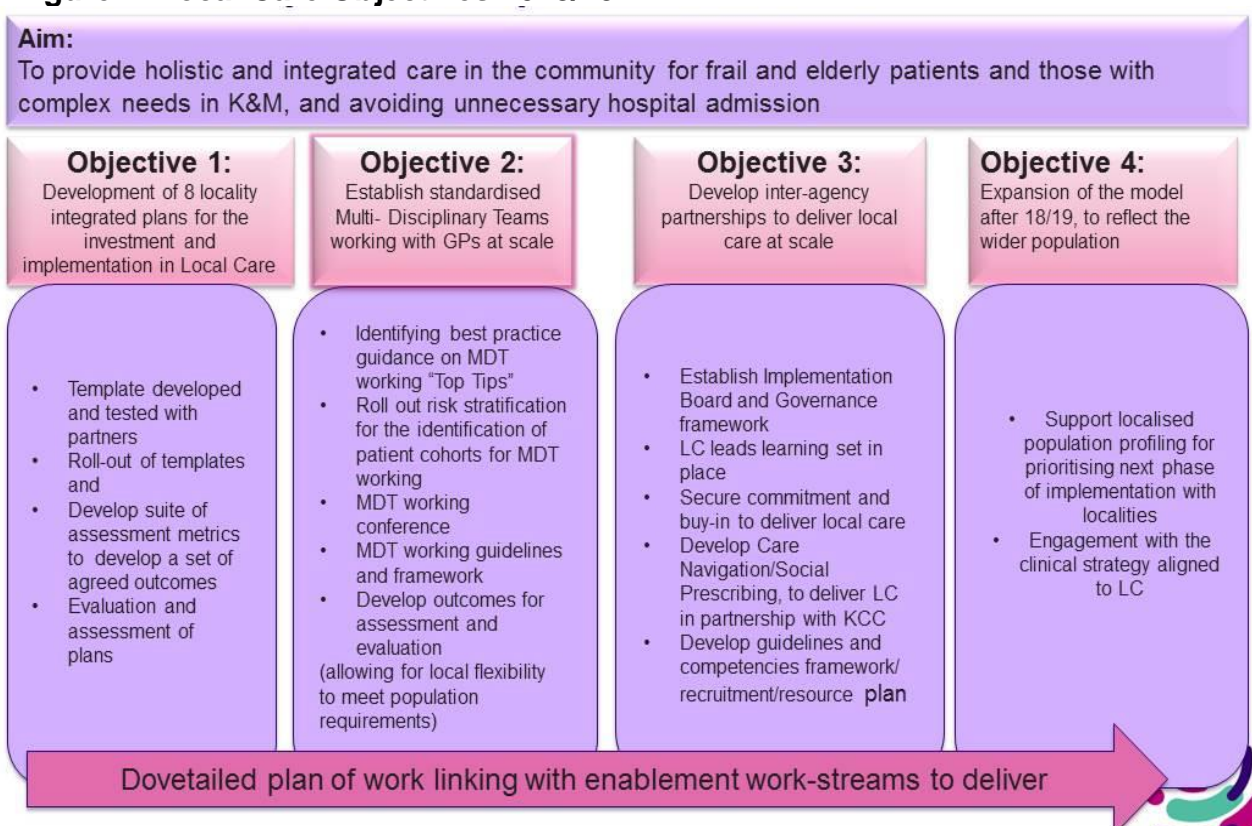 Aim:
To provide holistic and integrated care in the community for frail and elderly patients and those with
complex needs in K&M, and avoiding unnecessary hospital admission
Objective 1:
Development of 8 locality
integrated plans for the
investment and
implementation in Local Care
• Template developed
and tested with
partners
• Roll-out of templates
and
• Develop suite of
assessment metrics
to develop a set of
agreed outcomes
• Evaluation and
assessment of
plans
Objective 2:
Establish standardised
Multi- Disciplinary Teams
working with GPs at scale
• Identifying best practice
guidance on MDT
working “Top Tips”
• Roll out risk stratification
for the identification of
patient cohorts for MDT
working
• MDT working
conference
• MDT working guidelines
and framework
• Develop outcomes for
assessment and
evaluation
(allowing for local flexibility
to meet population
requirements)
Objective 3:
Develop inter-agency
partnerships to deliver local
care at scale
• Establish Implementation
Board and Governance
framework
• LC leads learning set in
place
• Secure commitment and
buy-in to deliver local care
• Develop Care
Navigation/Social
Prescribing, to deliver LC
in partnership with KCC
• Develop guidelines and
competencies framework/
recruitment/resource plan
Objective 4:
Expansion of the model
after 18/19, to reflect the
wider population
• Support localised
population profiling for
prioritising next phase
of implementation with
localities
• Engagement with the
clinical strategy aligned
to LC
Dovetailed plan of work linking with enablement work-streams to deliver